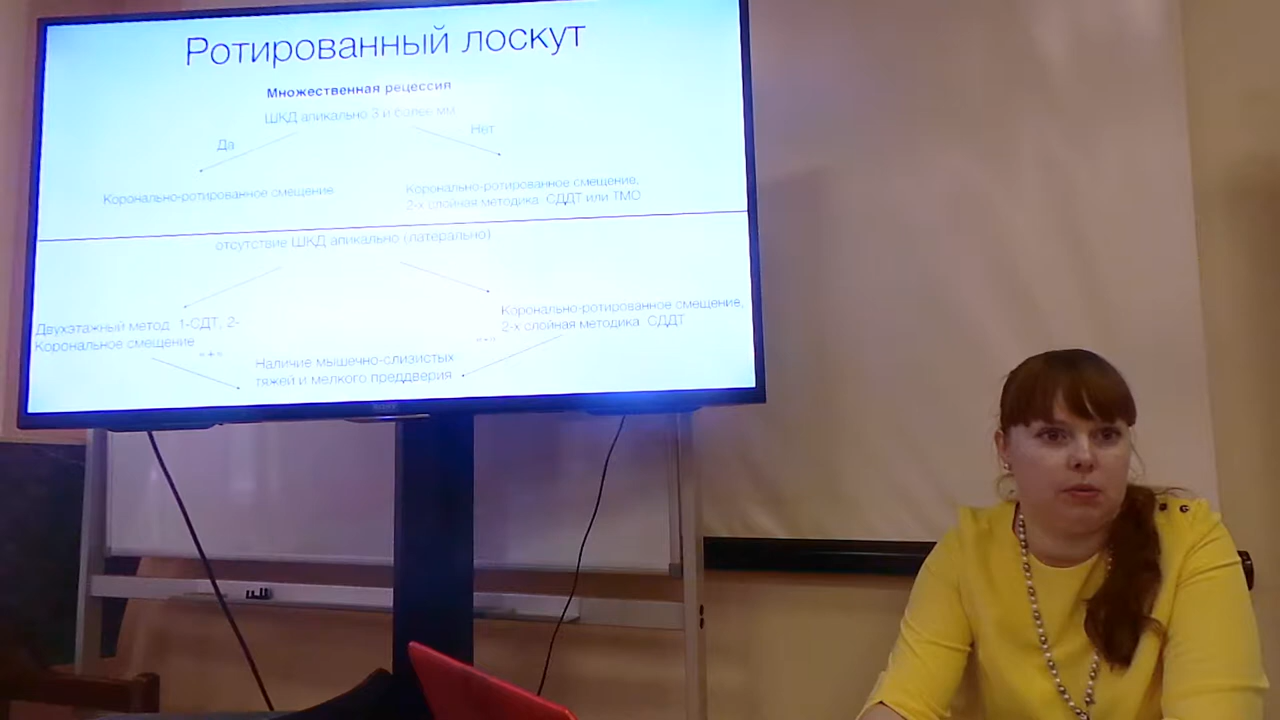 Ротированный лоскут
Множественная рецессия
ШКД апикально 3 и более мм
Да
Нет
Коронально-ротированное смещение
Коронально-ротированное смещение,
2-х слойная методика СДДТ или ТМО
отсутствие ШКД апикально (латерально)
Двухэтажный метод 1-СДТ, 2-
Корональное смещение
Коронально-ротированное смещение,
2-х слойная методика СДДТ
"+"
Наличие мышечно-слизистых
тяжей и мелкого преддверия